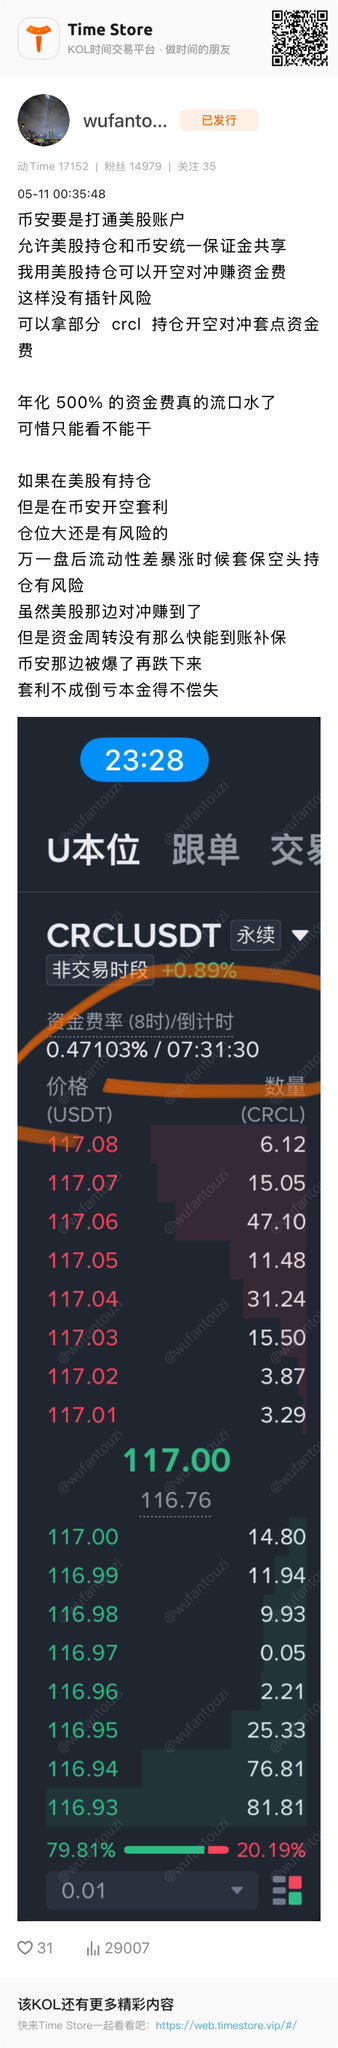 Time Store
KOL时间交易平台 · 做时间的朋友
wufanto...
已发行
动Time 17152 | 粉丝 14979 | 关注 35
05-11 00:35:48
币安要是打通美股账户
允许美股持仓和币安统一保证金共享
我用美股持仓可以开空对冲赚资金费
这样没有插针风险
可以拿部分 crcl 持仓开空对冲套点资金
费
年化 500% 的资金费真的流口水了
可惜只能看不能干
如果在美股有持仓
但是在币安开空套利
仓位大还是有风险的
万一盘后流动性差暴涨时候套保空头持
仓有风险
虽然美股那边对冲赚到了
但是资金周转没有那么快能到账补保
币安那边被爆了再跌下来
套利不成倒亏本金得不偿失
23:28
U本位 跟单 交易
CRCLUSDT 永续
非交易时段 +0.89%
资金费率 (8时)/倒计时
0.47103% / 07:31:30
价格 数量
(USDT) (CRCL)
117.08 6.12
117.07 15.05
117.06 47.10
117.05 11.48
117.04 31.24
117.03 15.50
117.02 3.87
117.01 3.29
117.00
116.76
117.00 14.80
116.99 11.94
116.98 9.93
116.97 0.05
116.96 2.21
116.95 25.33
116.94 76.81
116.93 81.81
79.81% 20.19%
0.01
@wufantouzi
31 29007
该KOL还有更多精彩内容
快来Time Store一起看看吧: https://web.timestore.vip/#/